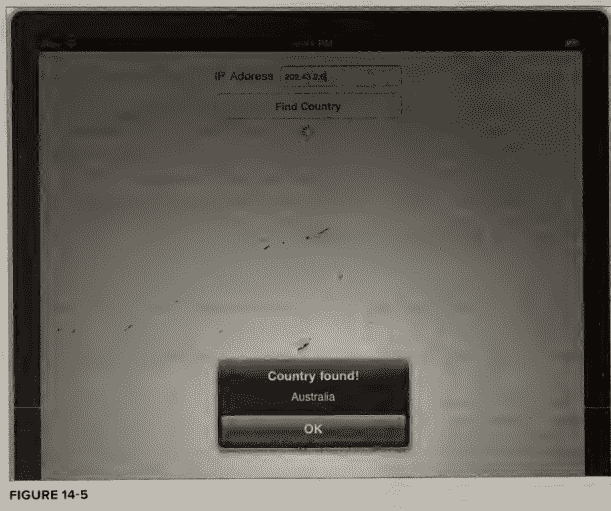 IP Address
Find Country
Country found!
Australia
OK
FIGURE 14-5